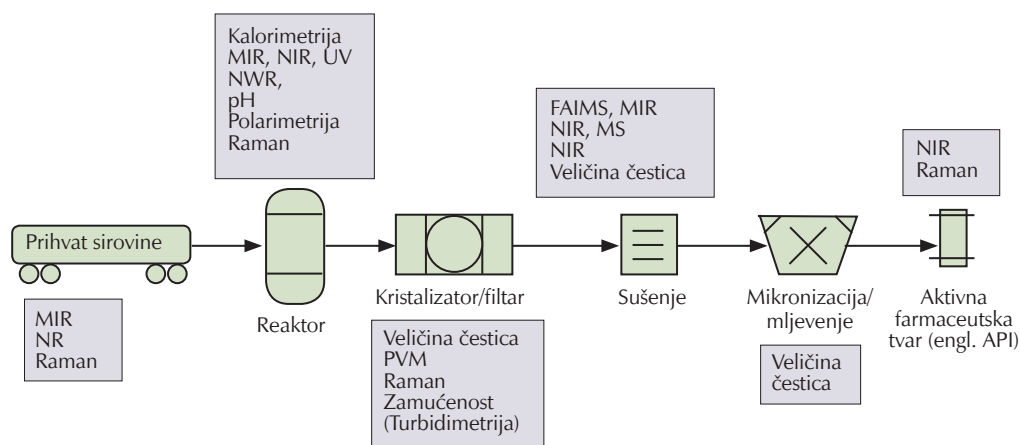 Kalorimetrija
MIR, NIR, UV
NWR,
pH
Polarimetrija
Raman
FAIMS, MIR
NIR, MS
NIR
Veličina čestica
NIR
Raman
Prihvat sirovine
MIR
NR
Raman
Reaktor
Kristalizator/filtar
Veličina čestica
PVM
Raman
Zamućenost
(Turbidimetrija)
Sušenje
Mikronizacija/
mljevenje
Veličina
čestica
Aktivna
farmaceutska
tvar (engl. API)